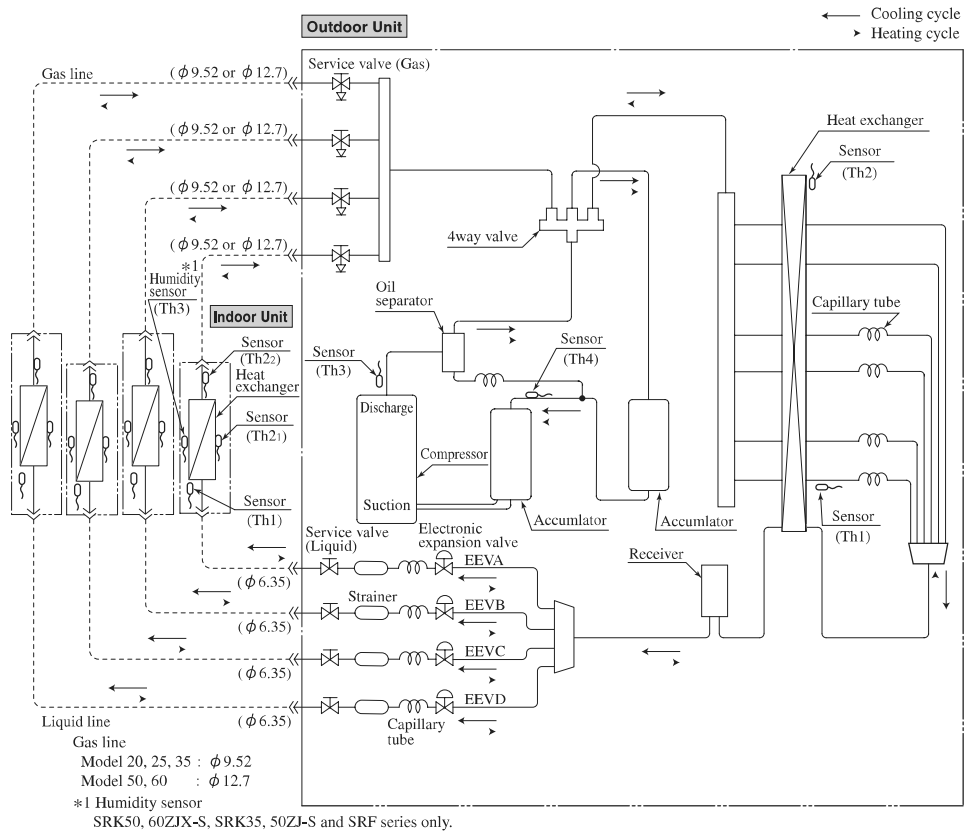 Outdoor Unit
Cooling cycle
Heating cycle
Gas line
(ϕ9.52 or ϕ12.7)
Service valve (Gas)
(ϕ9.52 or ϕ12.7)
(ϕ9.52 or ϕ12.7)
(ϕ9.52 or ϕ12.7)
Heat exchanger
Sensor
(Th2)
4way valve
*1
Humidity
sensor
(Th3)
Indoor Unit
Oil
separator
Capillary tube
Sensor
(Th2₂)
Heat
exchanger
Sensor
(Th2₁)
Sensor
(Th1)
Sensor
(Th3)
Sensor
(Th4)
Discharge
Compressor
Suction
Accumlator
Accumlator
Sensor
(Th1)
Service valve
(Liquid)
Electronic
expansion valve
Receiver
EEVA
(ϕ6.35)
Strainer
EEVB
(ϕ6.35)
EEVC
(ϕ6.35)
EEVD
(ϕ6.35)
Capillary
tube
Liquid line
Gas line
Model 20, 25, 35 : ϕ9.52
Model 50, 60 : ϕ12.7
*1 Humidity sensor
SRK50, 60ZJX-S, SRK35, 50ZJ-S and SRF series only.